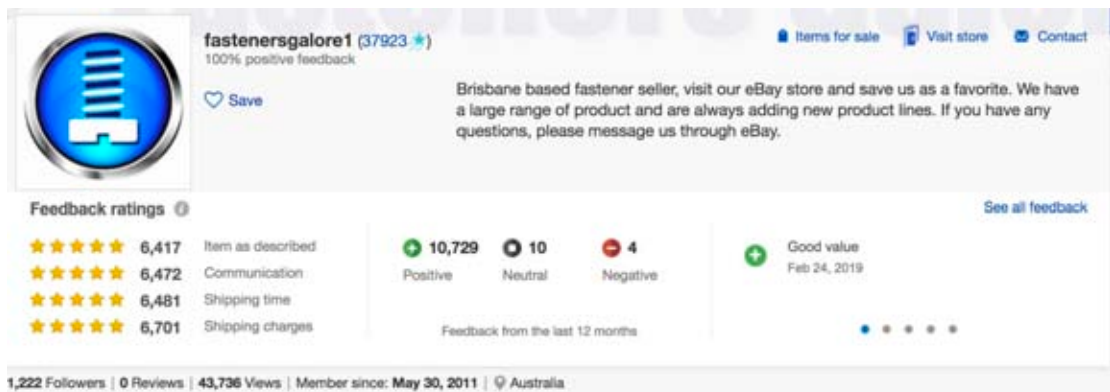 fastenersgalore1 (37923)
100% positive feedback
Save
Items for sale Visit store Contact
Brisbane based fastener seller, visit our eBay store and save us as a favorite. We have
a large range of product and are always adding new product lines. If you have any
questions, please message us through eBay.
Feedback ratings
See all feedback
6,417 Item as described
6,472 Communication
6,481 Shipping time
6,701 Shipping charges
10,729 10 4
Positive Neutral Negative
Feedback from the last 12 months
Good value
Feb 24, 2019
1,222 Followers | 0 Reviews | 43,736 Views | Member since: May 30, 2011 | Australia